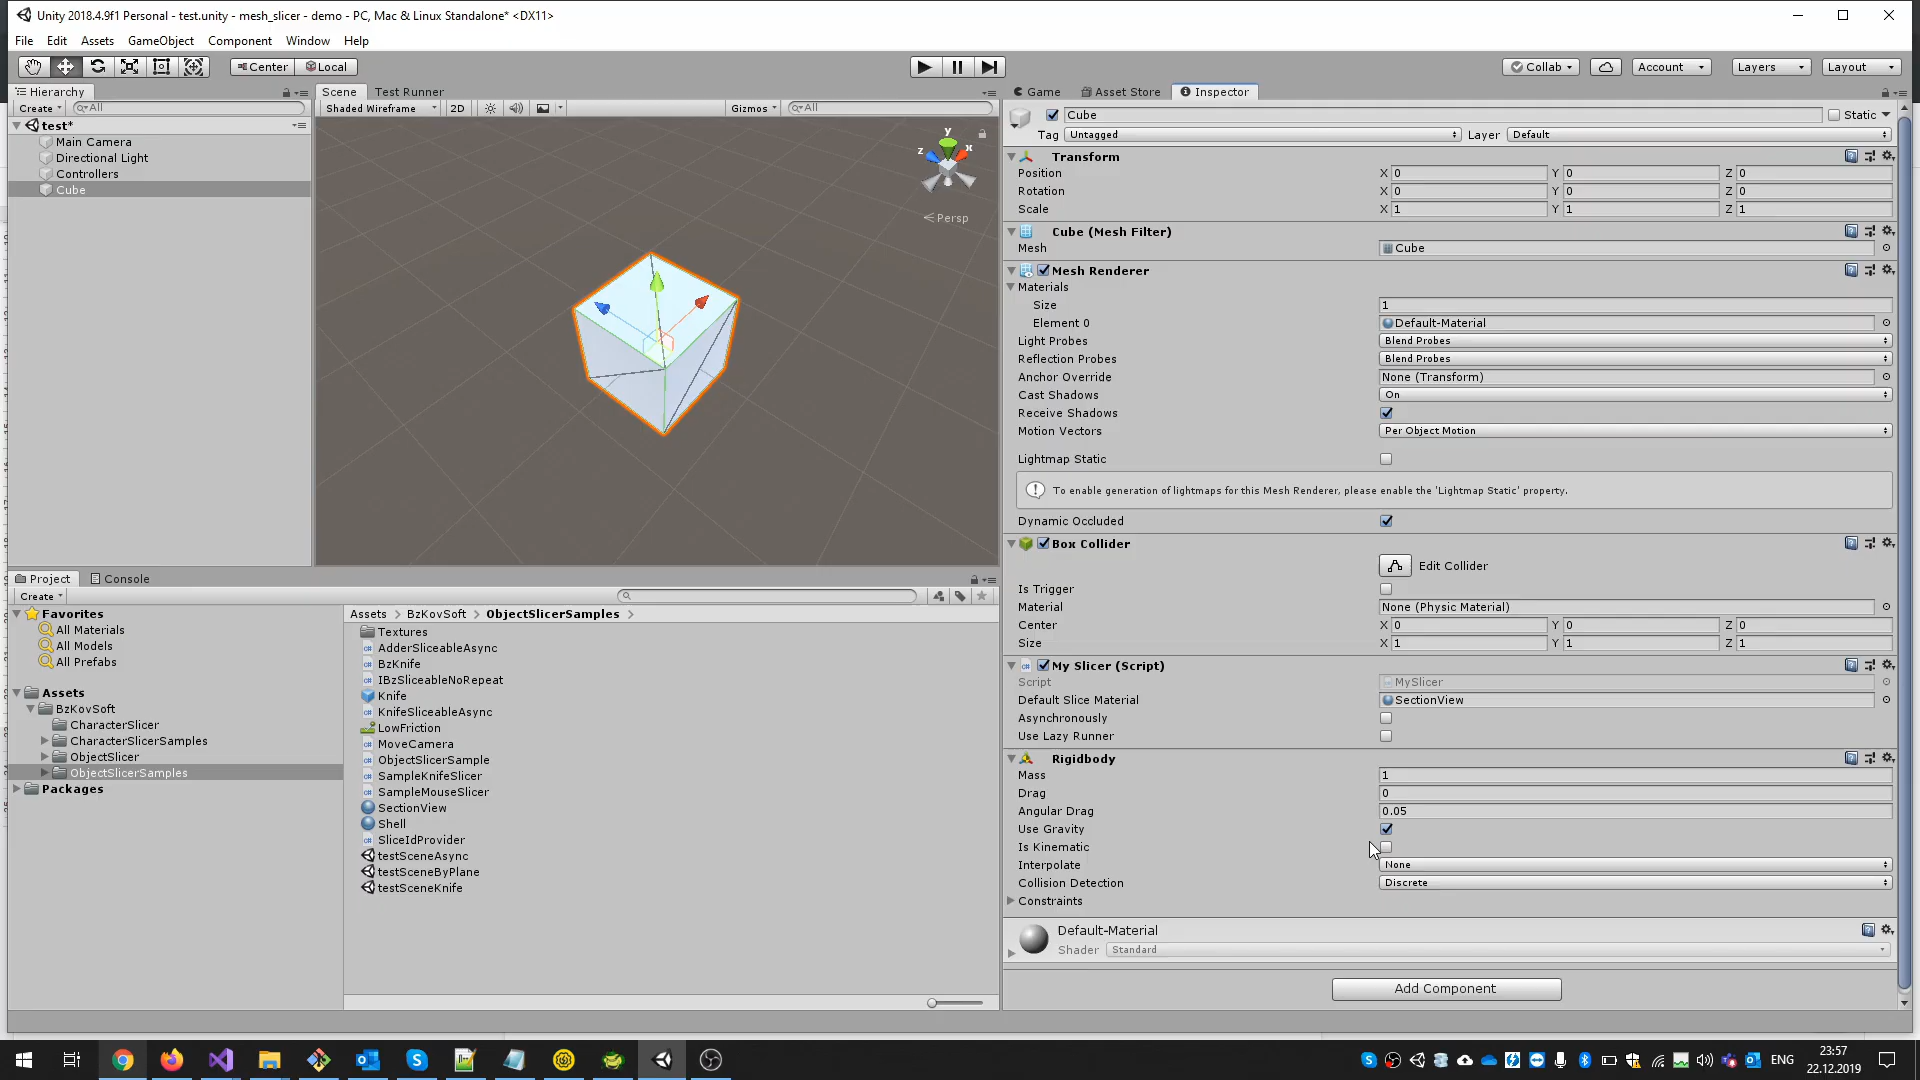 Unity 2018.4.9f1 Personal - test.unity - mesh_slicer - demo - PC, Mac & Linux Standalone* <DX11>
File Edit Assets GameObject Component Window Help
Center Local Collab Account Layers Layout
Hierarchy
Create All
test*
Main Camera
Directional Light
Controllers
Cube
Scene Test Runner
Shaded Wireframe 2D Gizmos All
y
z x
Persp
Game Asset Store Inspector
Cube Static
Tag Untagged Layer Default
Transform
Position X 0 Y 0 Z 0
Rotation X 0 Y 0 Z 0
Scale X 1 Y 1 Z 1
Cube (Mesh Filter)
Mesh Cube
Mesh Renderer
Materials
Size 1
Element 0 Default-Material
Light Probes Blend Probes
Reflection Probes Blend Probes
Anchor Override None (Transform)
Cast Shadows On
Receive Shadows
Motion Vectors Per Object Motion
Lightmap Static
To enable generation of lightmaps for this Mesh Renderer, please enable the 'Lightmap Static' property.
Dynamic Occluded
Box Collider
Edit Collider
Is Trigger
Material None (Physic Material)
Center X 0 Y 0 Z 0
Size X 1 Y 1 Z 1
My Slicer (Script)
Script MySlicer
Default Slice Material SectionView
Asynchronously
Use Lazy Runner
Rigidbody
Mass 1
Drag 0
Angular Drag 0.05
Use Gravity
Is Kinematic
Interpolate None
Collision Detection Discrete
Constraints
Default-Material
Shader Standard
Add Component
Project Console
Create
Favorites
All Materials
All Models
All Prefabs
Assets
BzKovSoft
CharacterSlicer
CharacterSlicerSamples
ObjectSlicer
ObjectSlicerSamples
Packages
Assets > BzKovSoft > ObjectSlicerSamples >
Textures
AdderSliceableAsync
BzKnife
IBzSliceableNoRepeat
Knife
KnifeSliceableAsync
LowFriction
MoveCamera
ObjectSlicerSample
SampleKnifeSlicer
SampleMouseSlicer
SectionView
Shell
SliceIdProvider
testSceneAsync
testSceneByPlane
testSceneKnife
ENG
23:57
22.12.2019